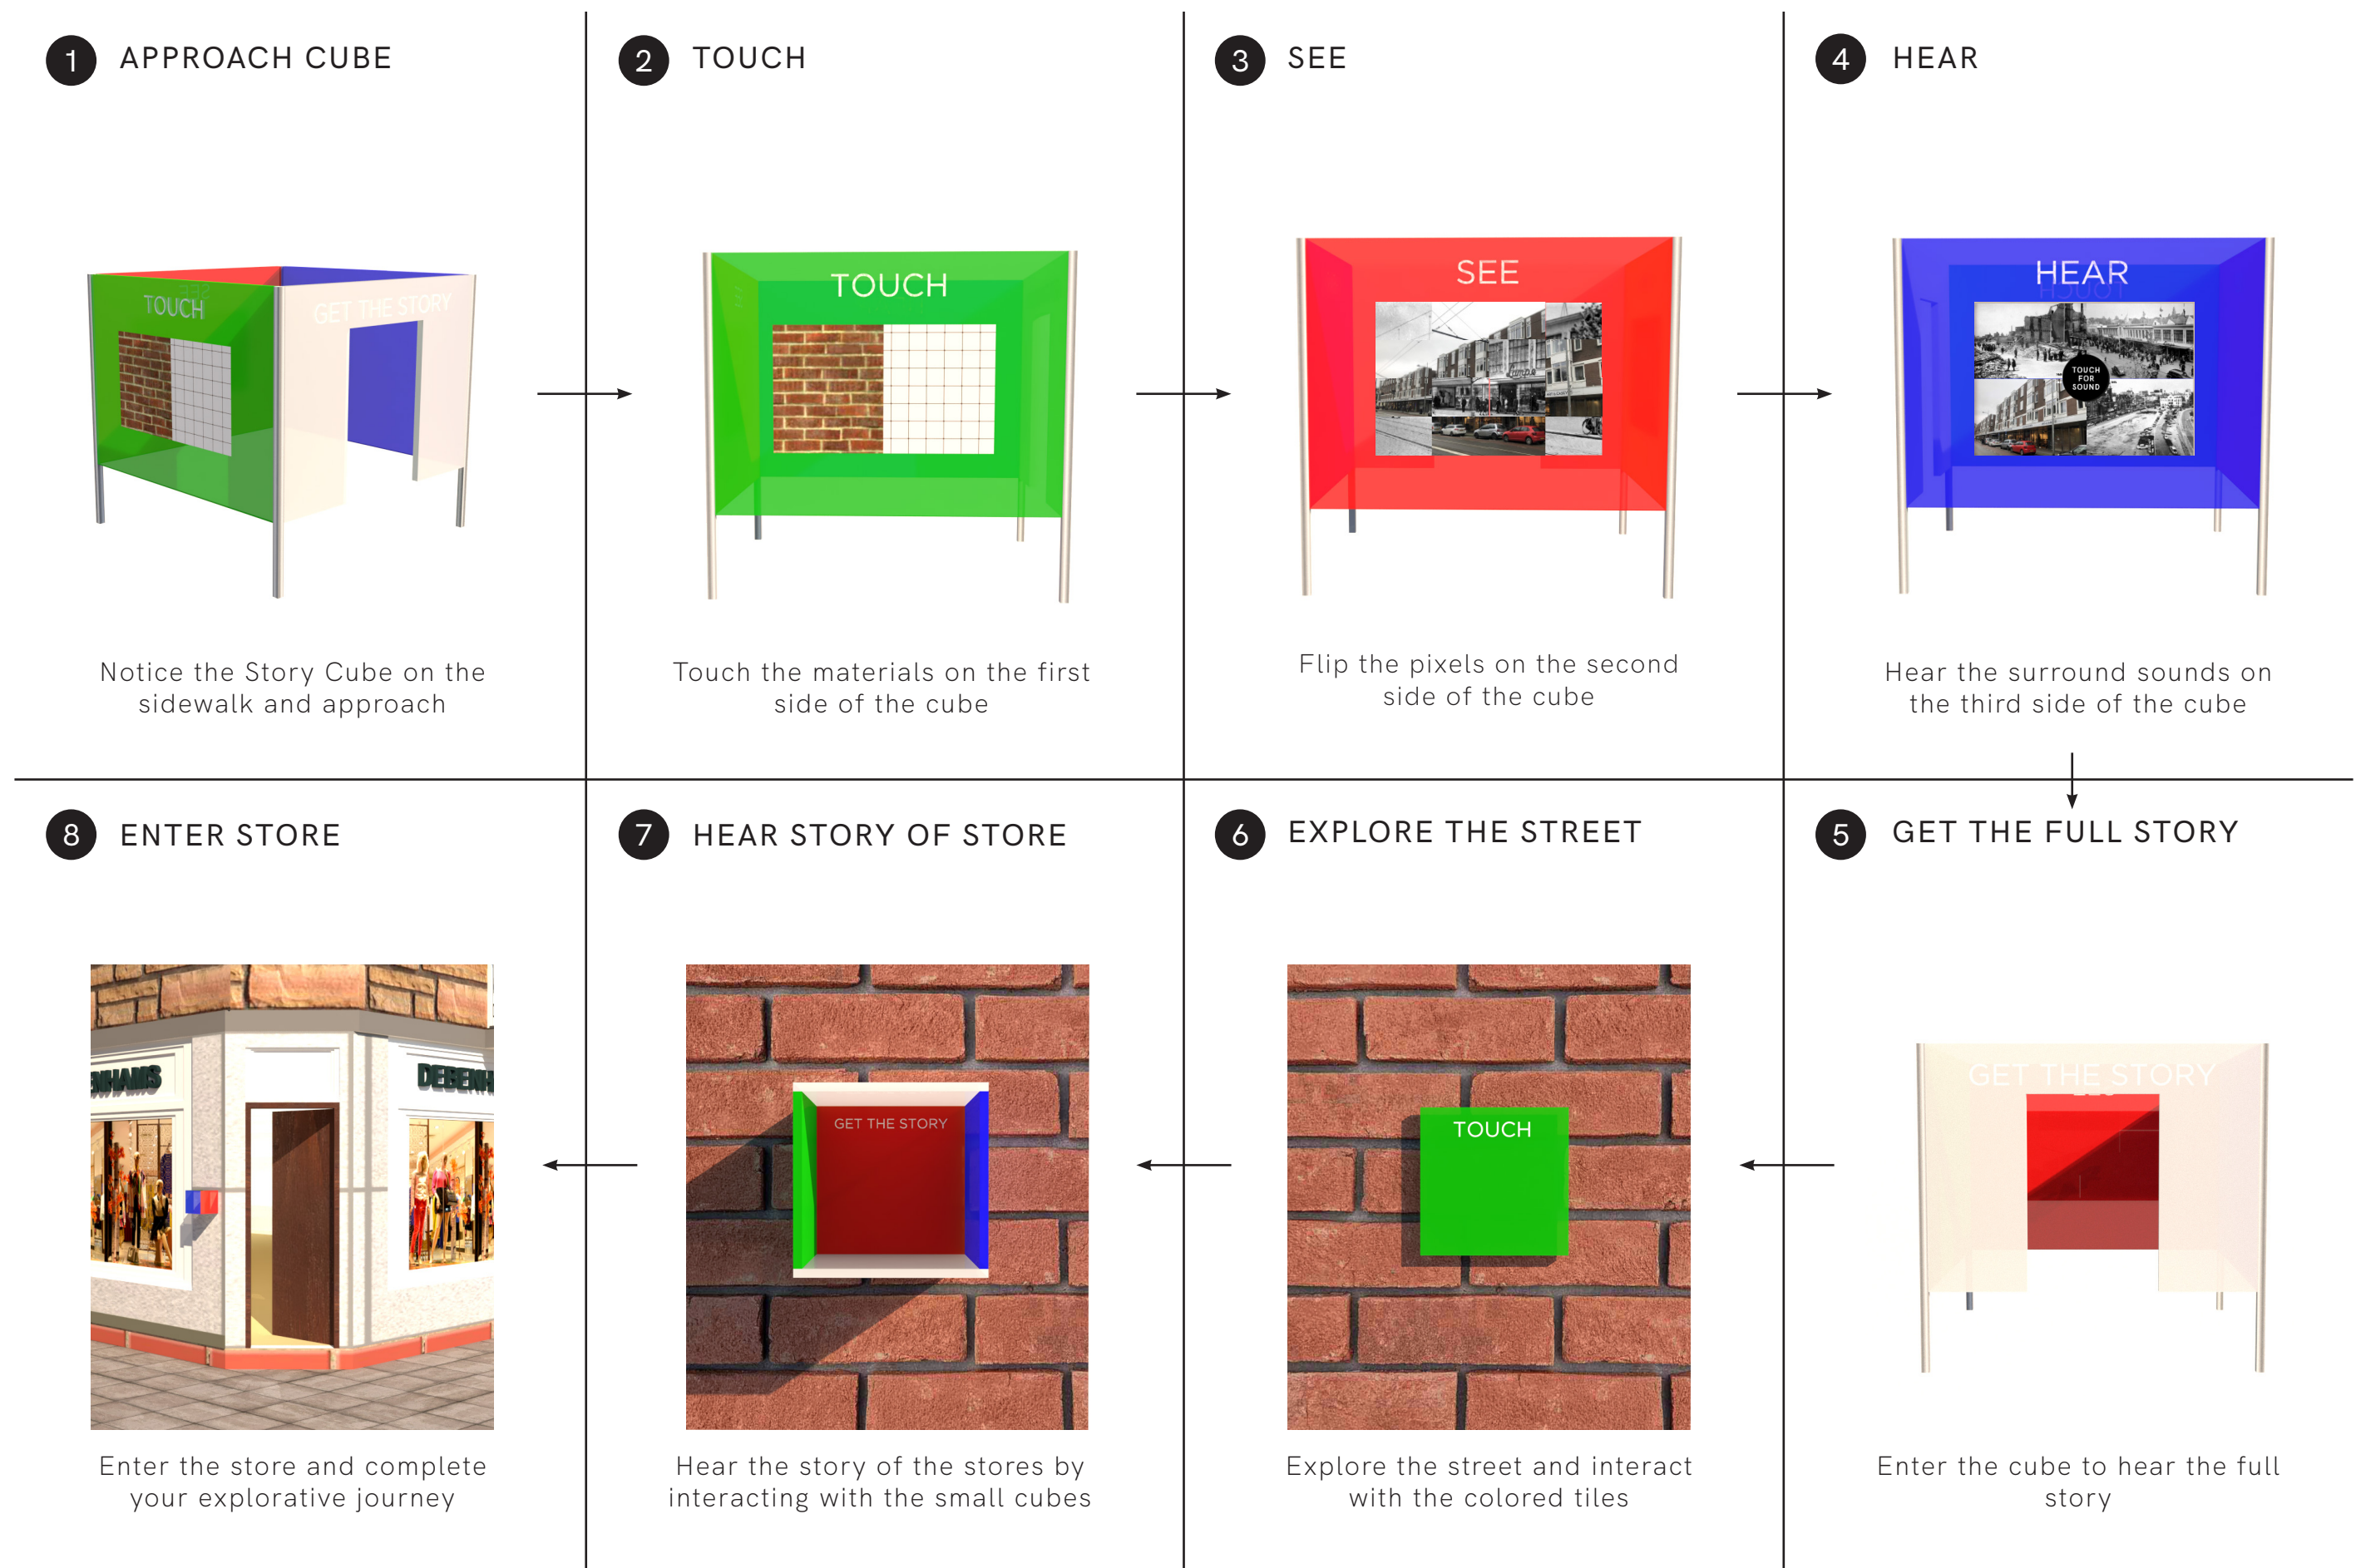 1 APPROACH CUBE
TOUCH
GET THE STORY
Notice the Story Cube on the
sidewalk and approach
2 TOUCH
TOUCH
Touch the materials on the first
side of the cube
3 SEE
SEE
Flip the pixels on the second
side of the cube
4 HEAR
HEAR
TOUCH
TOUCH
FOR
SOUND
Hear the surround sounds on
the third side of the cube
5 GET THE FULL STORY
GET THE STORY
Enter the cube to hear the full
story
6 EXPLORE THE STREET
TOUCH
Explore the street and interact
with the colored tiles
7 HEAR STORY OF STORE
GET THE STORY
Hear the story of the stores by
interacting with the small cubes
8 ENTER STORE
ENHAMS
DEBENH
Enter the store and complete
your explorative journey